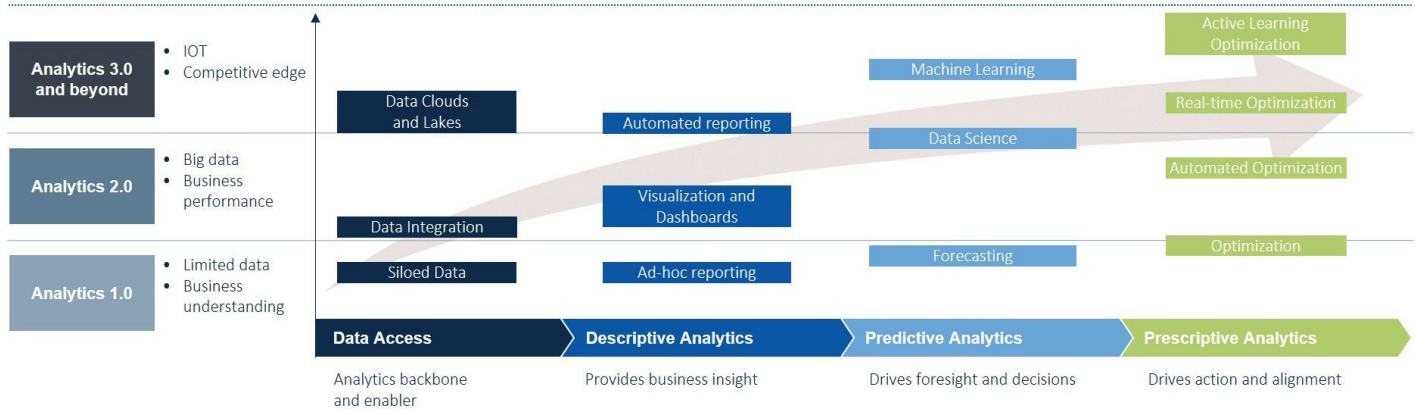 Analytics 3.0
and beyond
• IOT
• Competitive edge
Analytics 2.0
• Big data
• Business
performance
Analytics 1.0
• Limited data
• Business
understanding
Data Clouds
and Lakes
Data Integration
Siloed Data
Automated reporting
Visualization and
Dashboards
Ad-hoc reporting
Machine Learning
Data Science
Forecasting
Active Learning
Optimization
Real-time Optimization
Automated Optimization
Optimization
Data Access
Descriptive Analytics
Predictive Analytics
Prescriptive Analytics
Analytics backbone
and enabler
Provides business insight
Drives foresight and decisions
Drives action and alignment